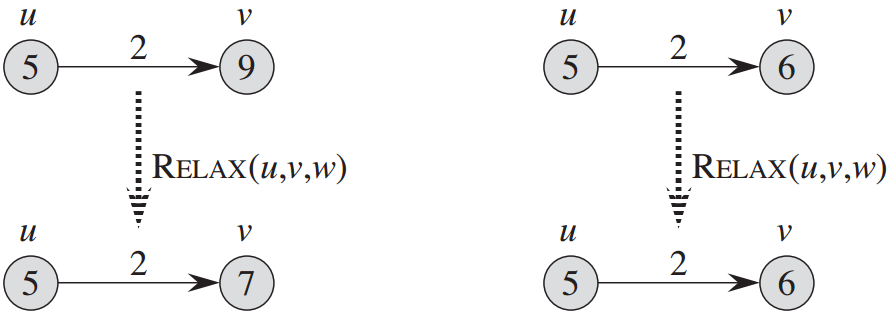 u v u v
5 2 9 5 2 6
RELAX(u,v,w) RELAX(u,v,w)
u v u v
5 2 7 5 2 6